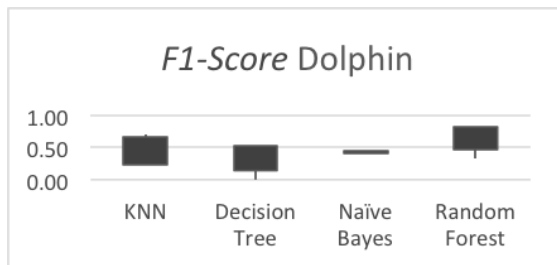 F1-Score Dolphin
1.00
0.50
0.00
KNN
Decision
Tree
Naïve
Bayes
Random
Forest